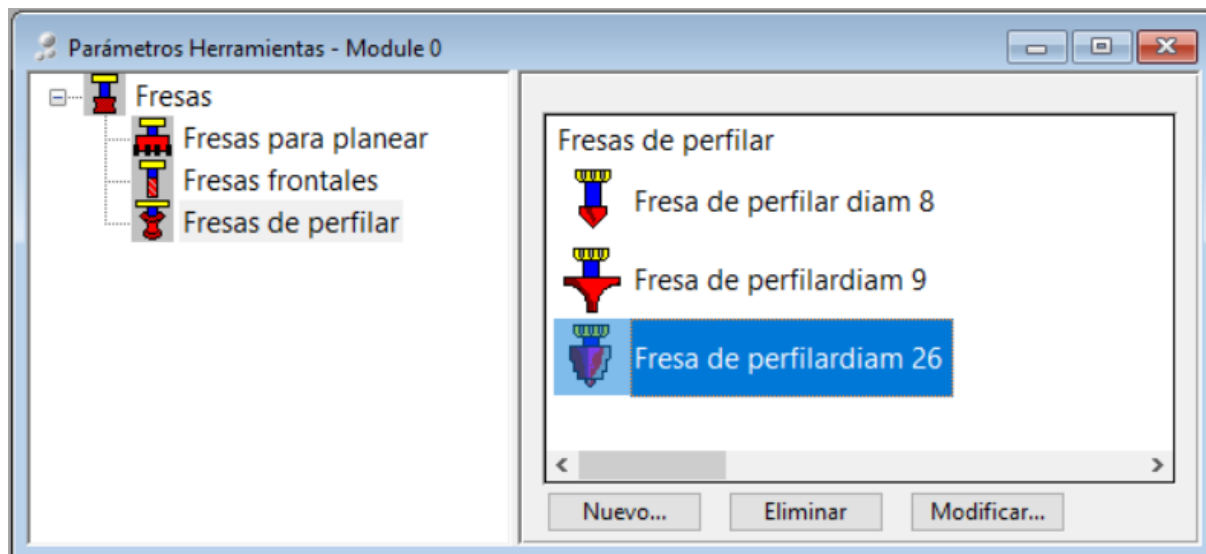 Parámetros Herramientas - Module 0
Fresas
Fresas para planear
Fresas frontales
Fresas de perfilar
Fresas de perfilar
Fresa de perfilar diam 8
Fresa de perfilardiam 9
Fresa de perfilardiam 26
Nuevo...
Eliminar
Modificar...